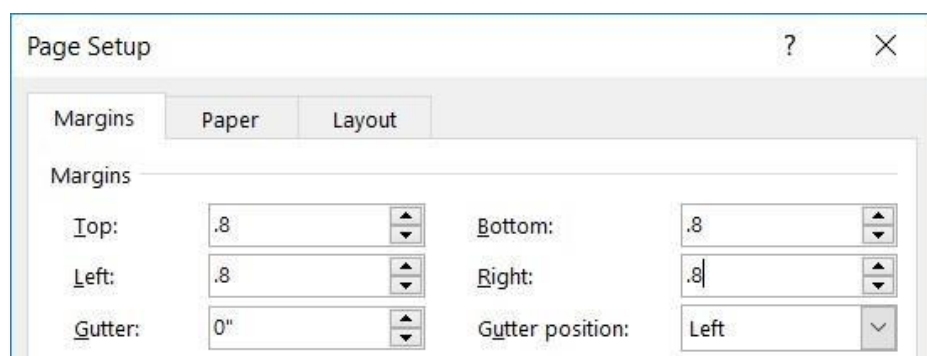 Page Setup ?
Margins Paper Layout
Margins
Top: .8 Bottom: .8
Left: .8 Right: .8
Gutter: 0" Gutter position: Left